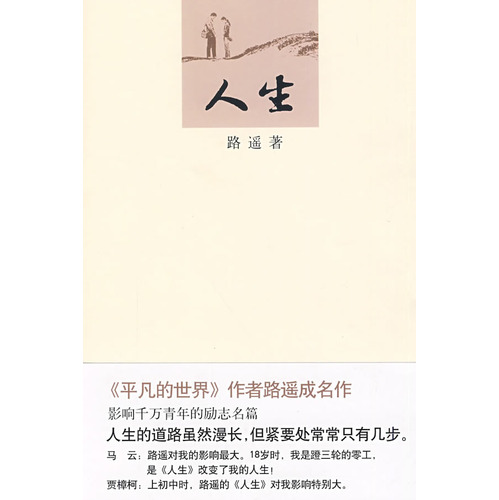 人生
路遥著
《平凡的世界》作者路遥成名作
影响千万青年的励志名篇
人生的道路虽然漫长,但紧要处常常只有几步。
马 云:路遥对我的影响最大。18岁时,我是蹬三轮的零工,
是《人生》改变了我的人生!
贾樟柯:上初中时,路遥的《人生》对我影响特别大。